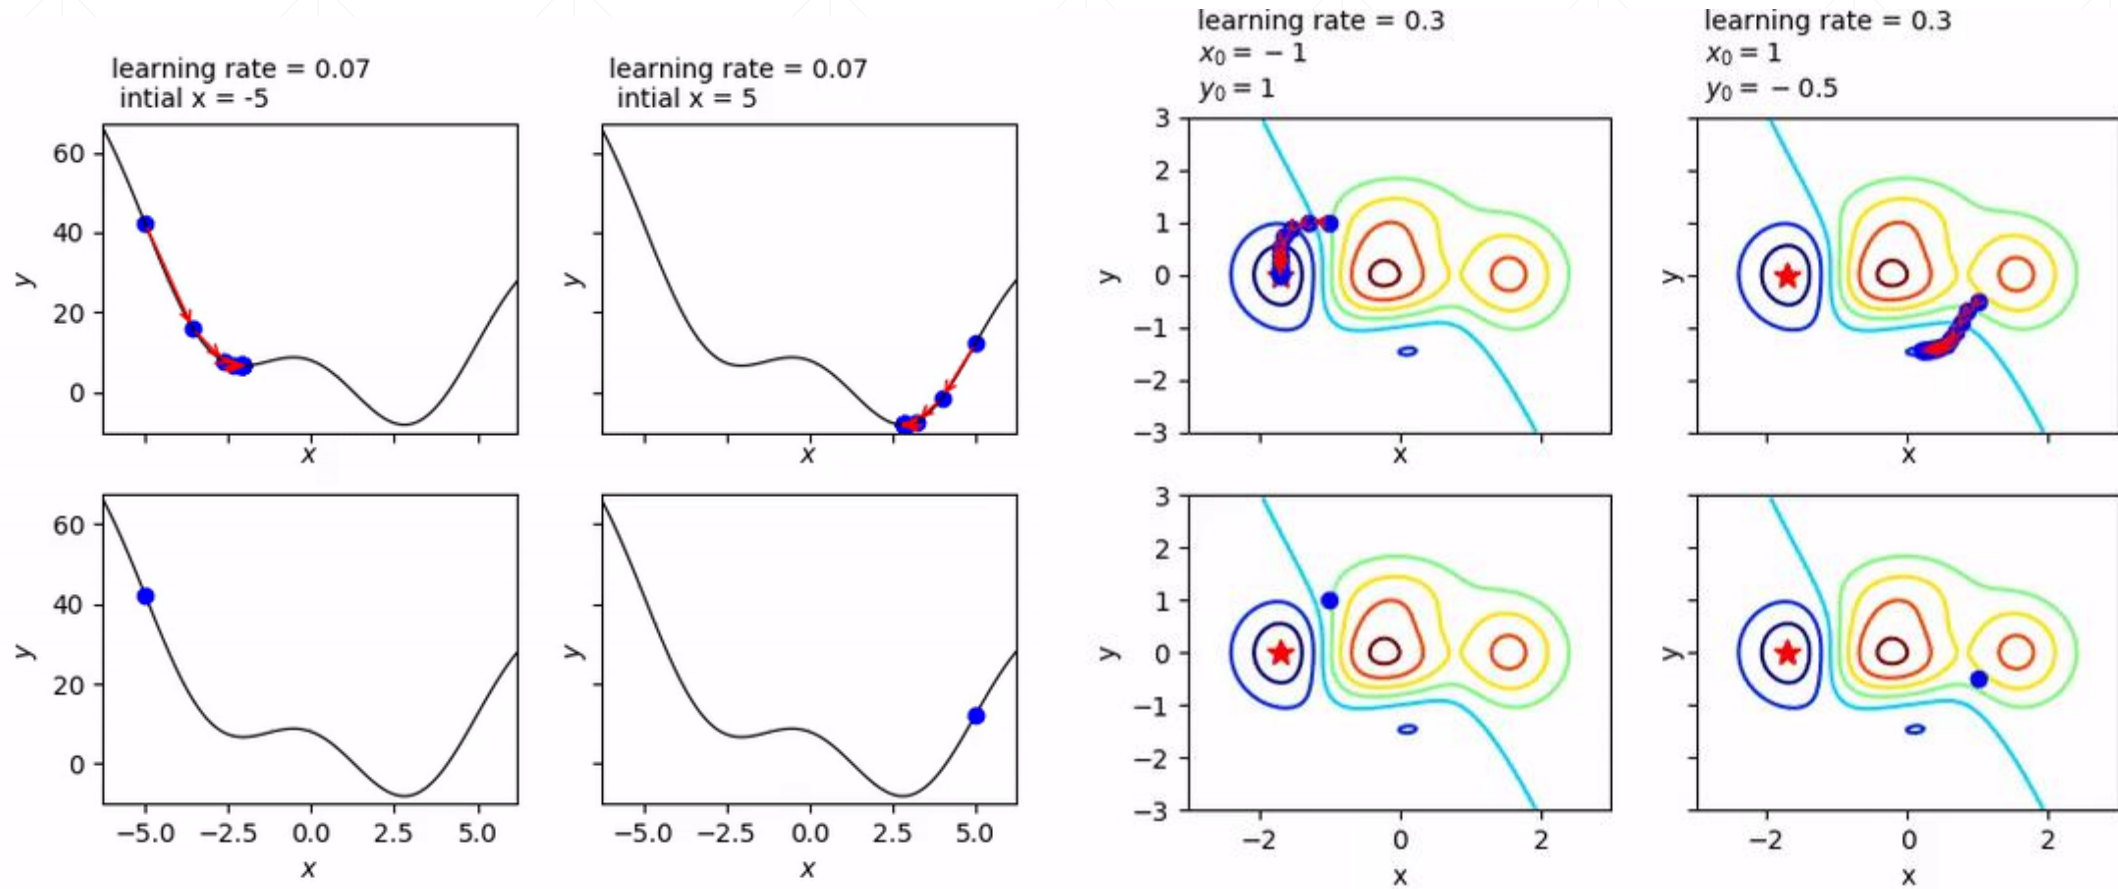 learning rate = 0.07
intial x = -5
60
40
20
0
y
x
learning rate = 0.07
intial x = 5
y
x
learning rate = 0.3
x₀ = − 1
y₀ = 1
3
2
1
0
−1
−2
−3
y
x
learning rate = 0.3
x₀ = 1
y₀ = − 0.5
y
x
60
40
20
0
y
−5.0 −2.5 0.0 2.5 5.0
x
y
−5.0 −2.5 0.0 2.5 5.0
x
3
2
1
0
−1
−2
−3
y
−2 0 2
x
y
−2 0 2
x